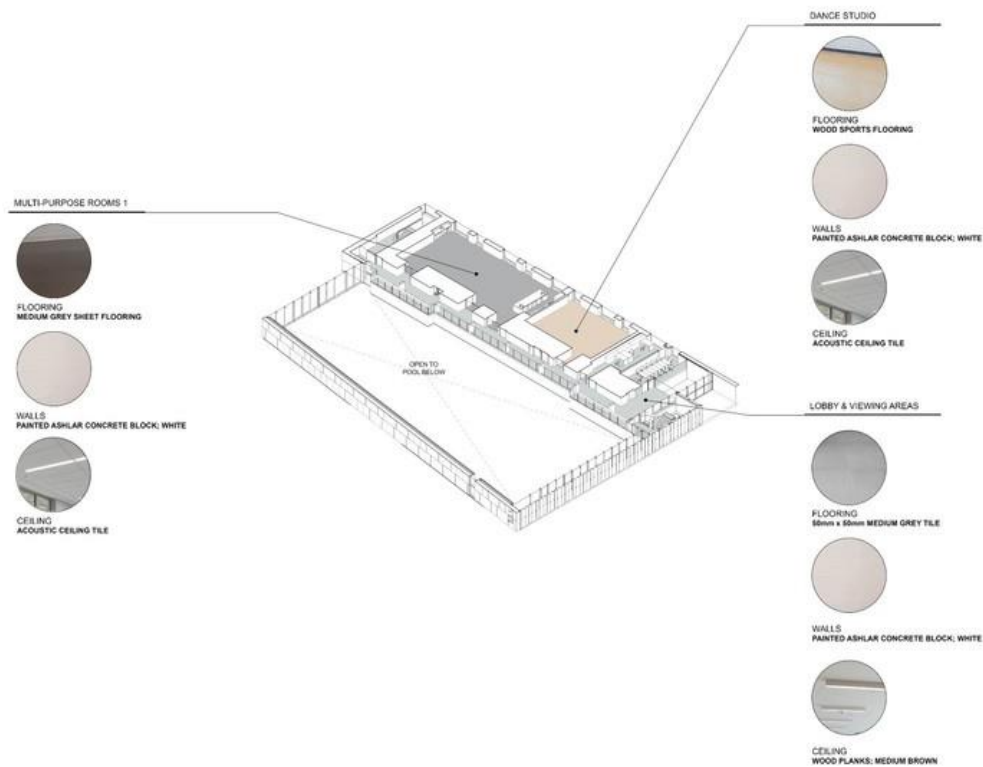 DANCE STUDIO
FLOORING
WOOD SPORTS FLOORING
WALLS
PAINTED ASHLAR CONCRETE BLOCK; WHITE
CEILING
ACOUSTIC CEILING TILE
MULTI-PURPOSE ROOMS 1
FLOORING
MEDIUM GREY SHEET FLOORING
WALLS
PAINTED ASHLAR CONCRETE BLOCK; WHITE
CEILING
ACOUSTIC CEILING TILE
OPEN TO
POOL BELOW
LOBBY & VIEWING AREAS
FLOORING
50mm x 50mm MEDIUM GREY TILE
WALLS
PAINTED ASHLAR CONCRETE BLOCK; WHITE
CEILING
WOOD PLANKS; MEDIUM BROWN